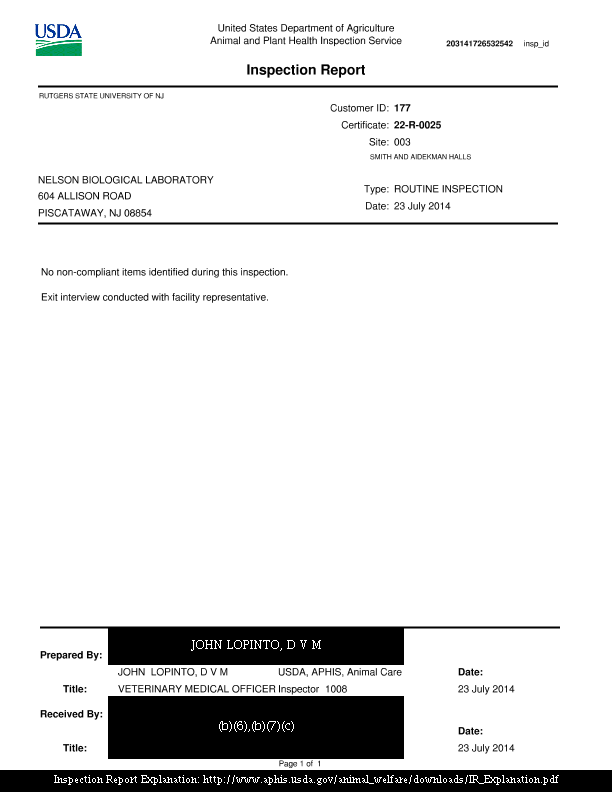 USDA
United States Department of Agriculture
Animal and Plant Health Inspection Service
203141726532542 insp_id
Inspection Report
RUTGERS STATE UNIVERSITY OF NJ
Customer ID: 177
Certificate: 22-R-0025
Site: 003
SMITH AND AIDEKMAN HALLS
NELSON BIOLOGICAL LABORATORY
604 ALLISON ROAD
PISCATAWAY, NJ 08854
Type: ROUTINE INSPECTION
Date: 23 July 2014
No non-compliant items identified during this inspection.
Exit interview conducted with facility representative.
JOHN LOPINTO, D V M
Prepared By:
JOHN LOPINTO, D V M USDA, APHIS, Animal Care Date:
Title: VETERINARY MEDICAL OFFICER Inspector 1008 23 July 2014
Received By:
(b)(6),(b)(7)(c)
Date:
Title: 23 July 2014
Page 1 of 1
Inspection Report Explanation: http://www.aphis.usda.gov/animal_welfare/downloads/IR_Explanation.pdf